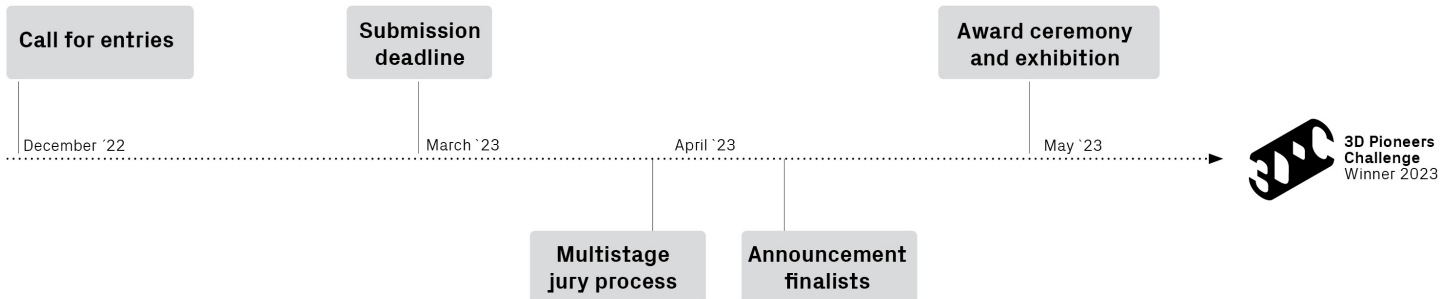 Call for entries
Submission
deadline
Award ceremony
and exhibition
December ´22
March `23
April `23
May `23
3DPC
3D Pioneers
Challenge
Winner 2023
Multistage
jury process
Announcement
finalists